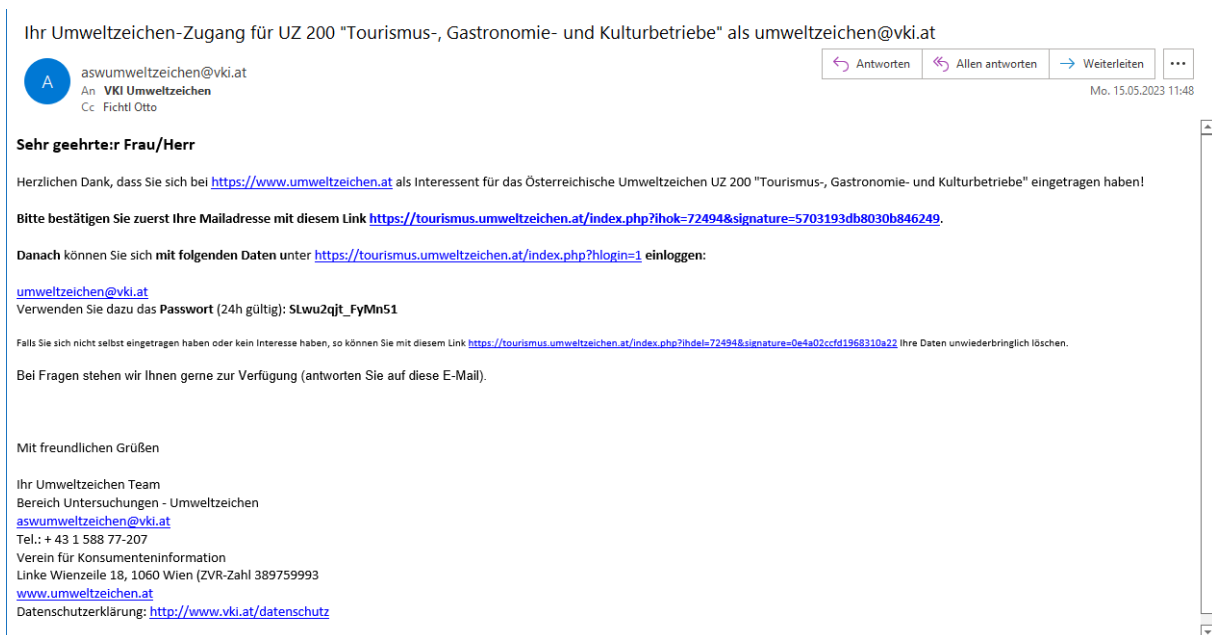 Ihr Umweltzeichen-Zugang für UZ 200 "Tourismus-, Gastronomie- und Kulturbetriebe" als umweltzeichen@vki.at
A
aswumweltzeichen@vki.at
An VKI Umweltzeichen
Cc Fichtl Otto
Antworten
Allen antworten
Weiterleiten
Mo. 15.05.2023 11:48
Sehr geehrte:r Frau/Herr
Herzlichen Dank, dass Sie sich bei https://www.umweltzeichen.at als Interessent für das Österreichische Umweltzeichen UZ 200 "Tourismus-, Gastronomie- und Kulturbetriebe" eingetragen haben!
Bitte bestätigen Sie zuerst Ihre Mailadresse mit diesem Link https://tourismus.umweltzeichen.at/index.php?ihok=72494&signature=5703193db8030b846249.
Danach können Sie sich mit folgenden Daten unter https://tourismus.umweltzeichen.at/index.php?hlogin=1 einloggen:
umweltzeichen@vki.at
Verwenden Sie dazu das Passwort (24h gültig): SLwu2qjt_FyMn51
Falls Sie sich nicht selbst eingetragen haben oder kein Interesse haben, so können Sie mit diesem Link https://tourismus.umweltzeichen.at/index.php?ihdel=72494&signature=0e4a02ccfd1968310a22 Ihre Daten unwiederbringlich löschen.
Bei Fragen stehen wir Ihnen gerne zur Verfügung (antworten Sie auf diese E-Mail).
Mit freundlichen Grüßen
Ihr Umweltzeichen Team
Bereich Untersuchungen - Umweltzeichen
aswumweltzeichen@vki.at
Tel.: + 43 1 588 77-207
Verein für Konsumenteninformation
Linke Wienzeile 18, 1060 Wien (ZVR-Zahl 389759993
www.umweltzeichen.at
Datenschutzerklärung: http://www.vki.at/datenschutz